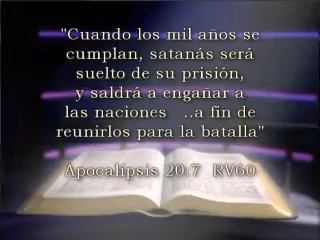 "Cuando los mil años se
cumplan, satanás será
suelto de su prisión,
y saldrá a engañar a
las naciones ..a fin de
reunirlos para la batalla"
Apocalipsis 20:7 RV60